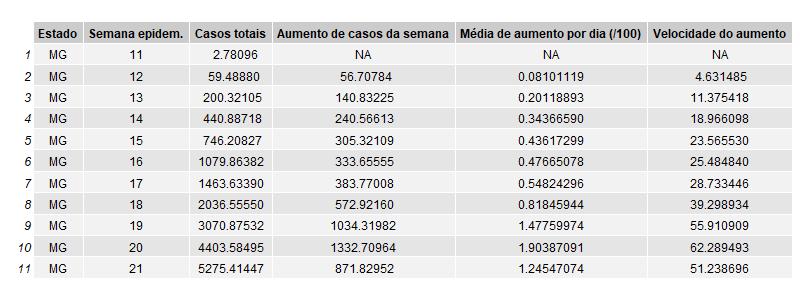 Estado Semana epidem. Casos totais Aumento de casos da semana Média de aumento por dia (/100) Velocidade do aumento
1 MG 11 2.78096 NA NA NA
2 MG 12 59.48880 56.70784 0.08101119 4.631485
3 MG 13 200.32105 140.83225 0.20118893 11.375418
4 MG 14 440.88718 240.56613 0.34366590 18.966098
5 MG 15 746.20827 305.32109 0.43617299 23.565530
6 MG 16 1079.86382 333.65555 0.47665078 25.484840
7 MG 17 1463.63390 383.77008 0.54824296 28.733446
8 MG 18 2036.55550 572.92160 0.81845944 39.298934
9 MG 19 3070.87532 1034.31982 1.47759974 55.910909
10 MG 20 4403.58495 1332.70964 1.90387091 62.289493
11 MG 21 5275.41447 871.82952 1.24547074 51.238696